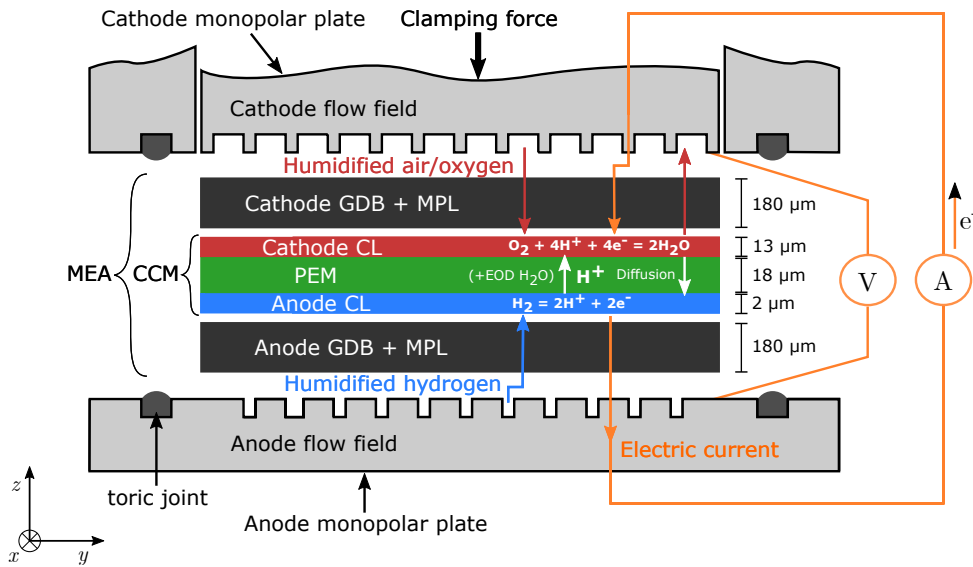 Cathode monopolar plate
Clamping force
Cathode flow field
Humidified air/oxygen
Cathode GDB + MPL
180 µm
e⁻
Cathode CL
O₂ + 4H⁺ + 4e⁻ = 2H₂O
13 µm
MEA
CCM
PEM
(+EOD H₂O)
H⁺
Diffusion
18 µm
V
A
Anode CL
H₂ = 2H⁺ + 2e⁻
2 µm
Anode GDB + MPL
180 µm
Humidified hydrogen
Anode flow field
Electric current
z
toric joint
Anode monopolar plate
x
y